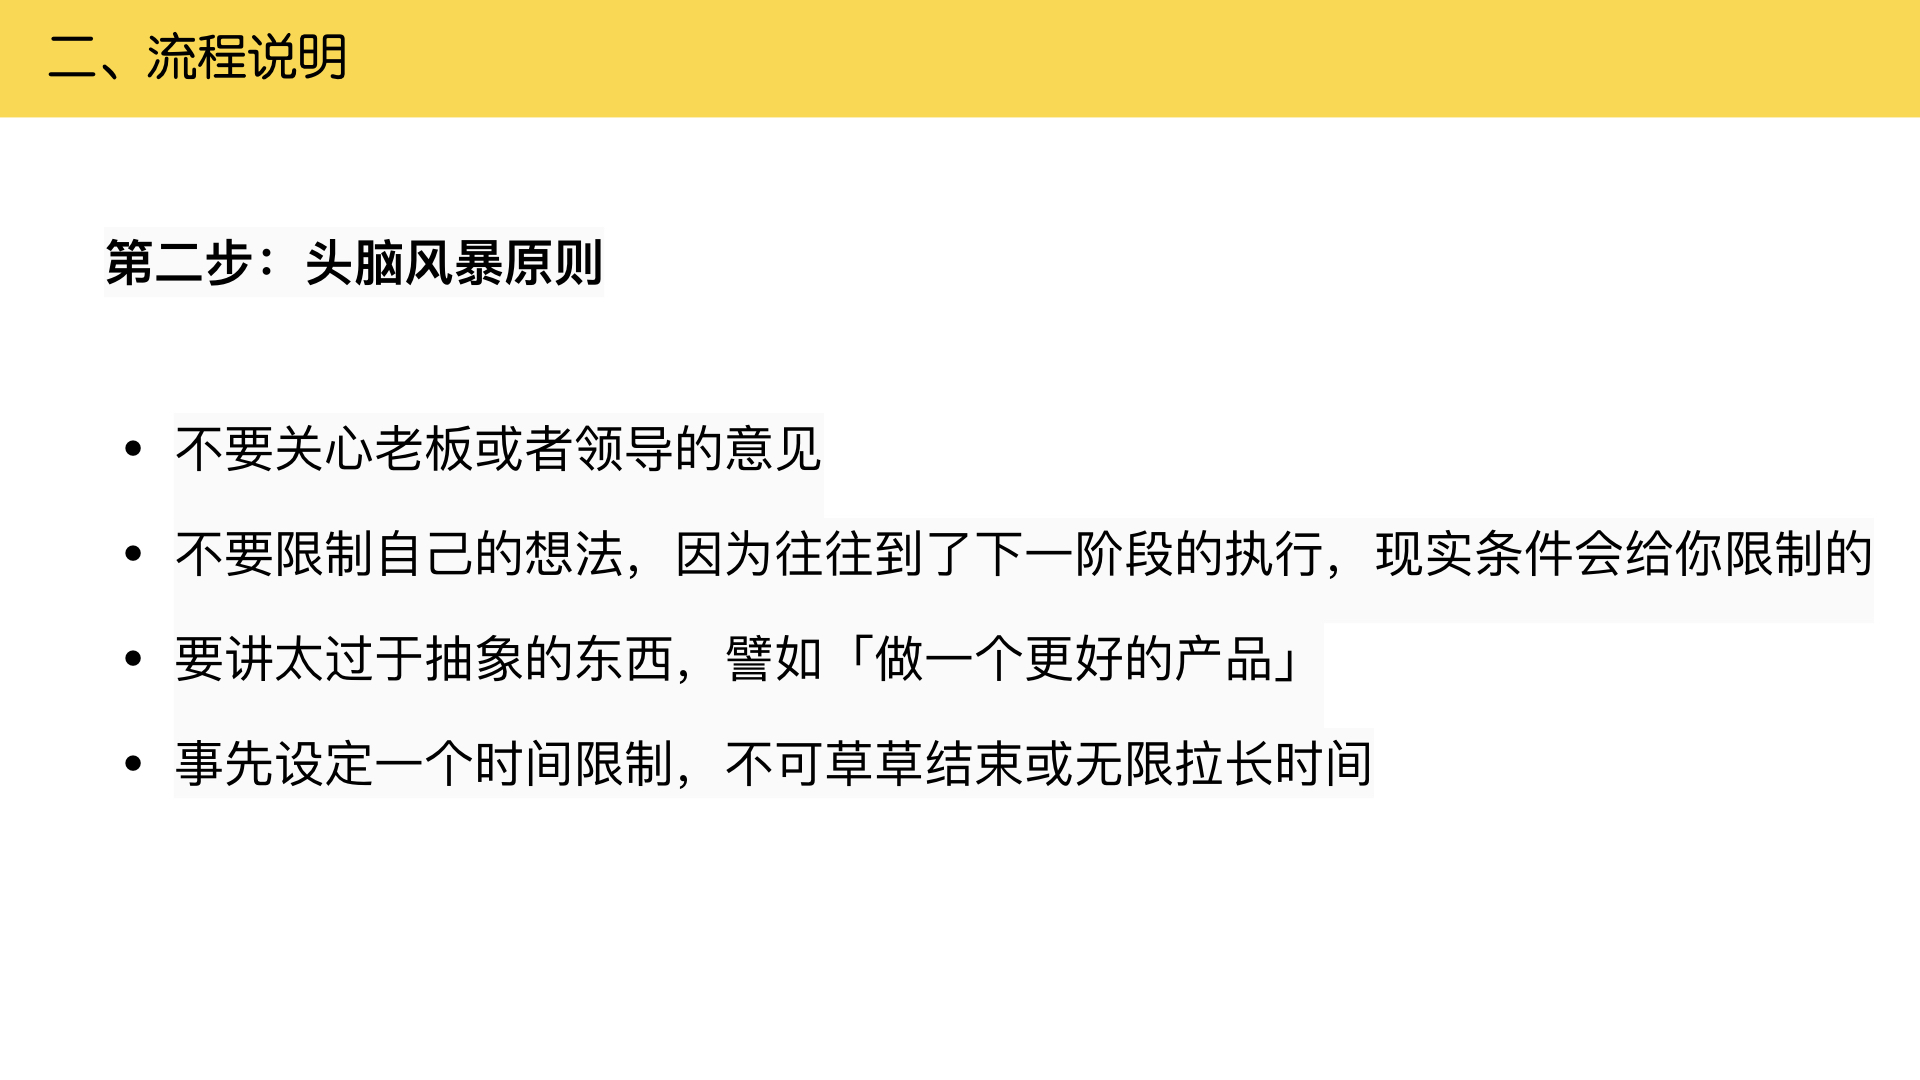 二、流程说明
第二步：头脑风暴原则
• 不要关心老板或者领导的意见
• 不要限制自己的想法，因为往往到了下一阶段的执行，现实条件会给你限制的
• 要讲太过于抽象的东西，譬如「做一个更好的产品」
• 事先设定一个时间限制，不可草草结束或无限拉长时间